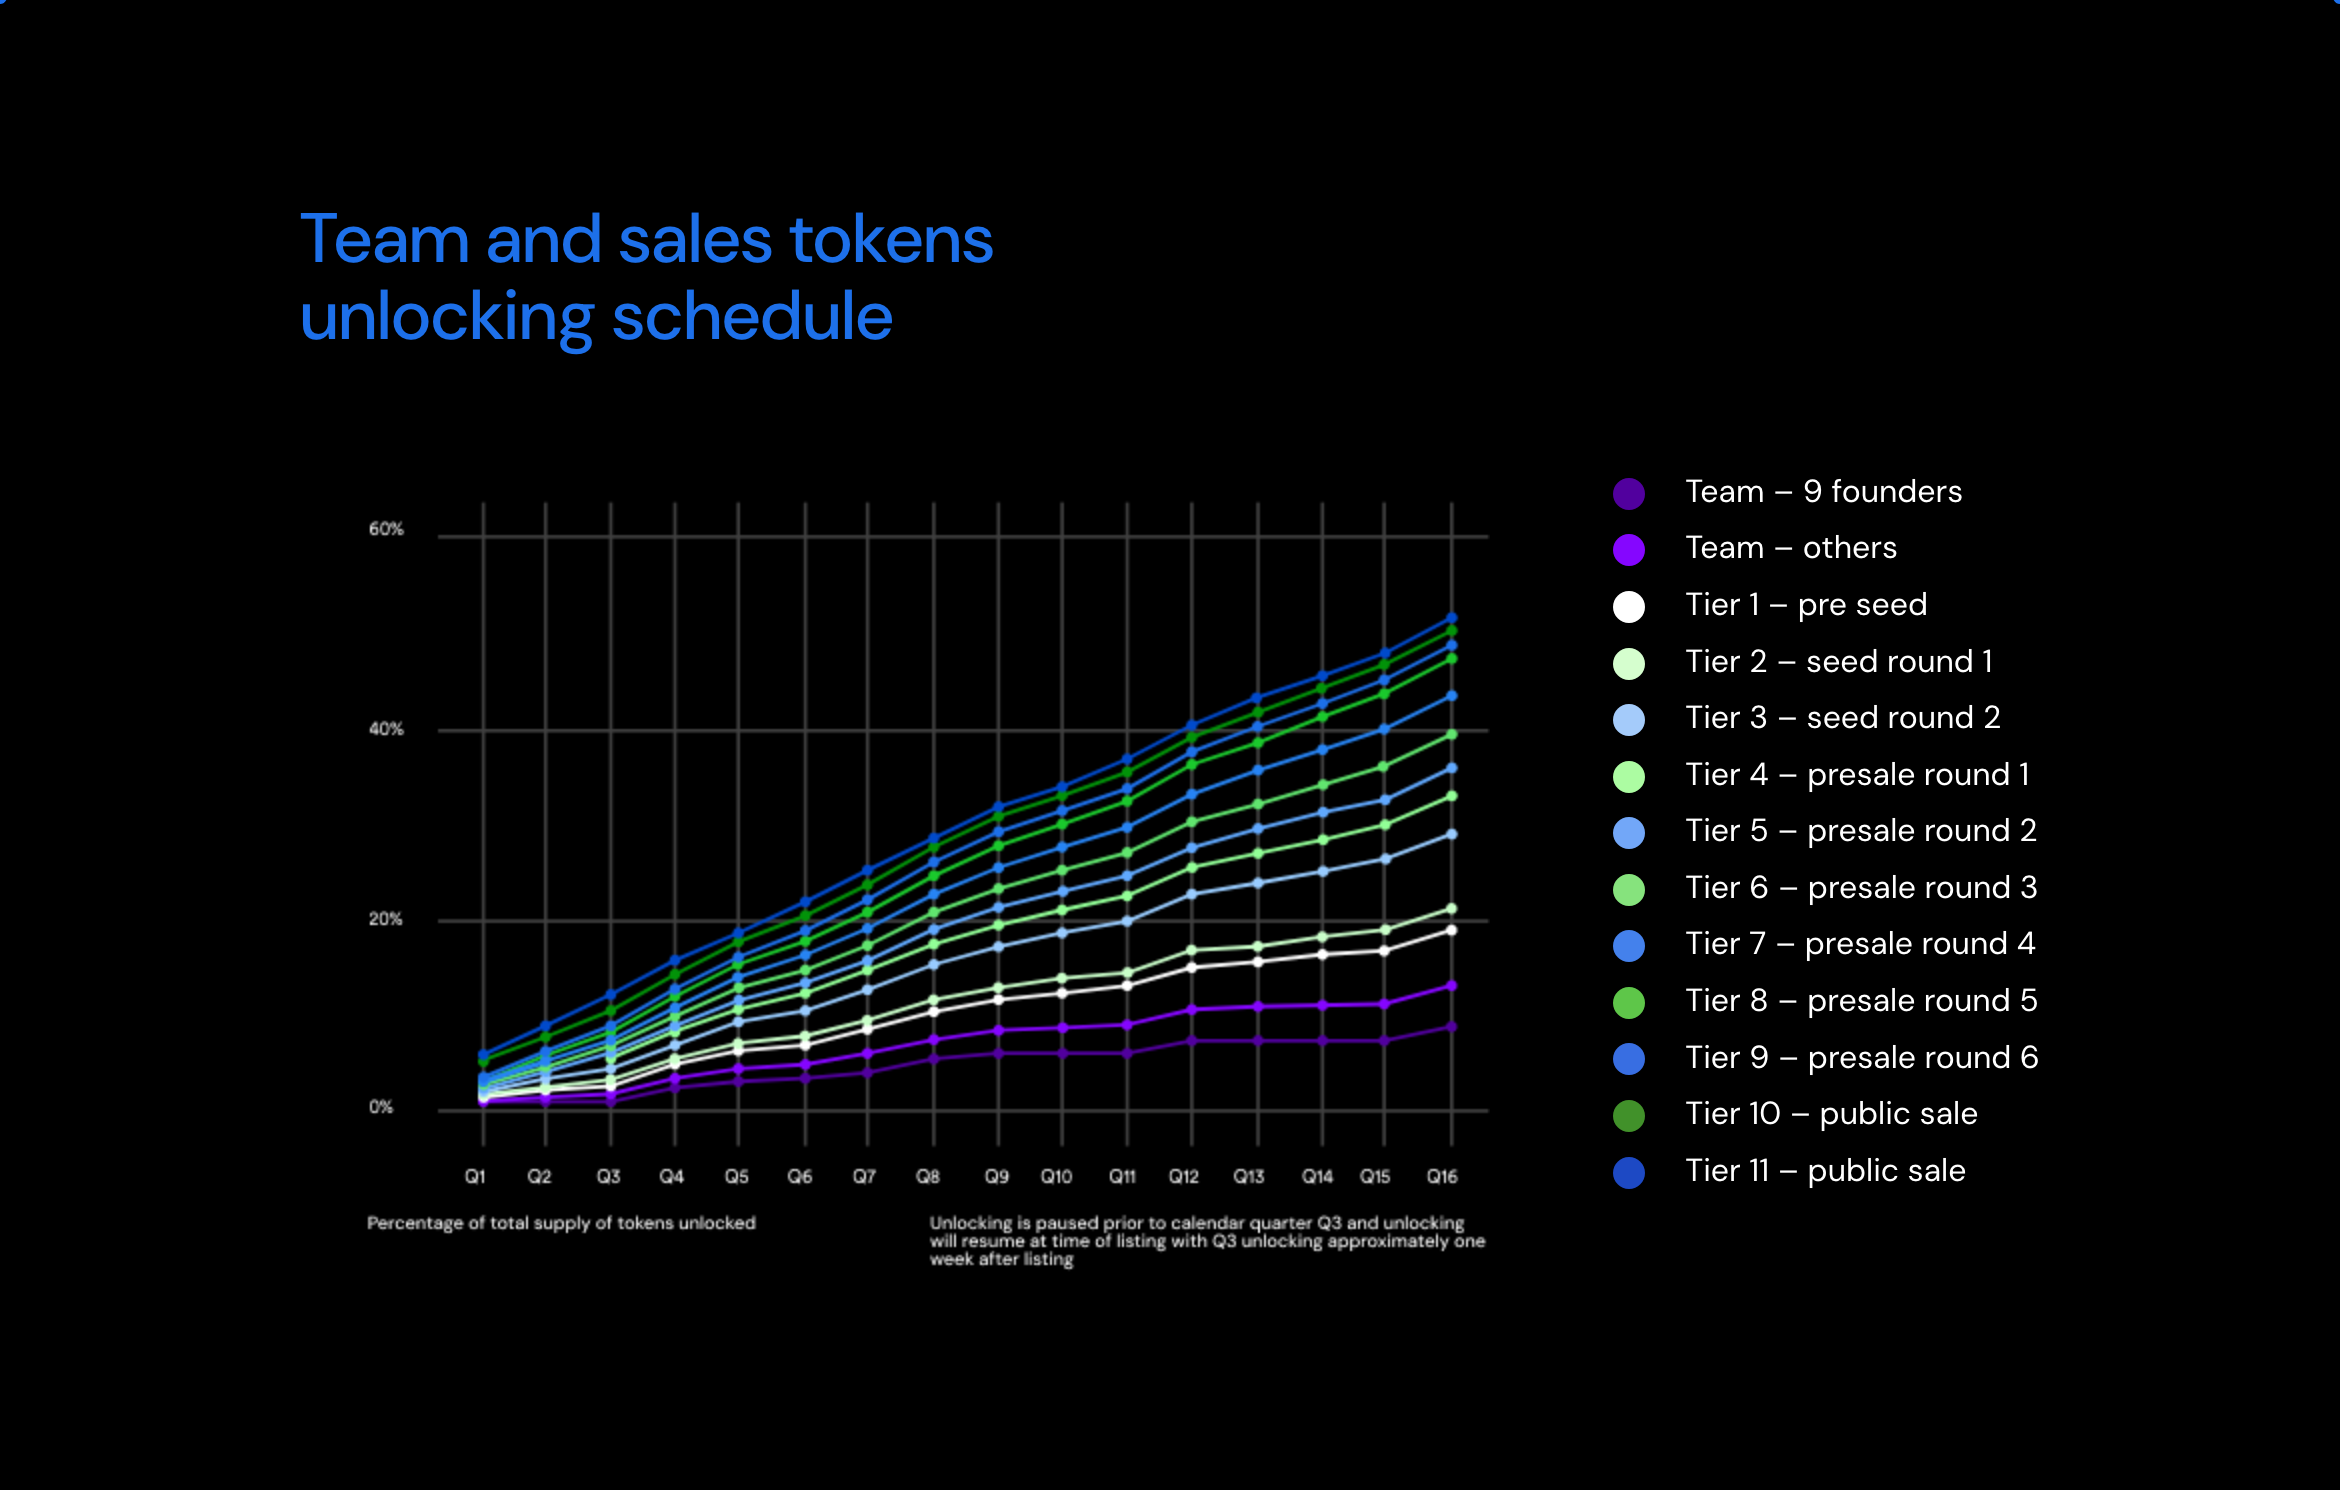 Team and sales tokens
unlocking schedule
60%
40%
20%
0%
Q1 Q2 Q3 Q4 Q5 Q6 Q7 Q8 Q9 Q10 Q11 Q12 Q13 Q14 Q15 Q16
Percentage of total supply of tokens unlocked
Unlocking is paused prior to calendar quarter Q3 and unlocking
will resume at time of listing with Q3 unlocking approximately one
week after listing
Team – 9 founders
Team – others
Tier 1 – pre seed
Tier 2 – seed round 1
Tier 3 – seed round 2
Tier 4 – presale round 1
Tier 5 – presale round 2
Tier 6 – presale round 3
Tier 7 – presale round 4
Tier 8 – presale round 5
Tier 9 – presale round 6
Tier 10 – public sale
Tier 11 – public sale